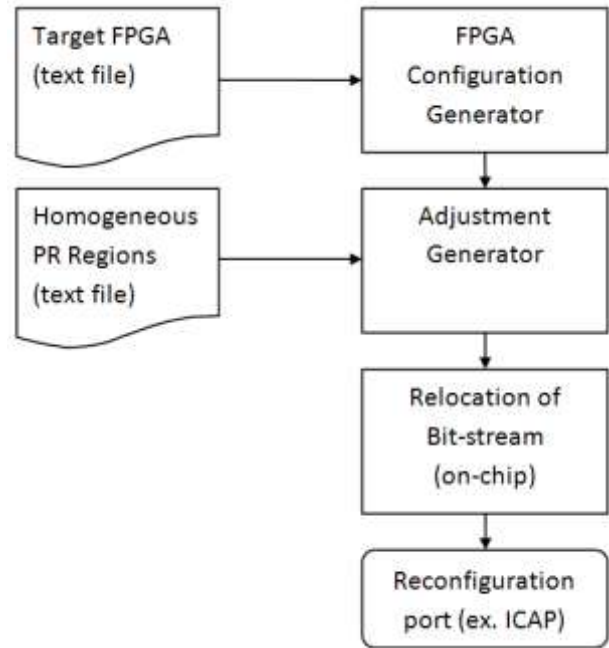 Target FPGA
(text file)
FPGA
Configuration
Generator
Homogeneous
PR Regions
(text file)
Adjustment
Generator
Relocation of
Bit-stream
(on-chip)
Reconfiguration
port (ex. ICAP)